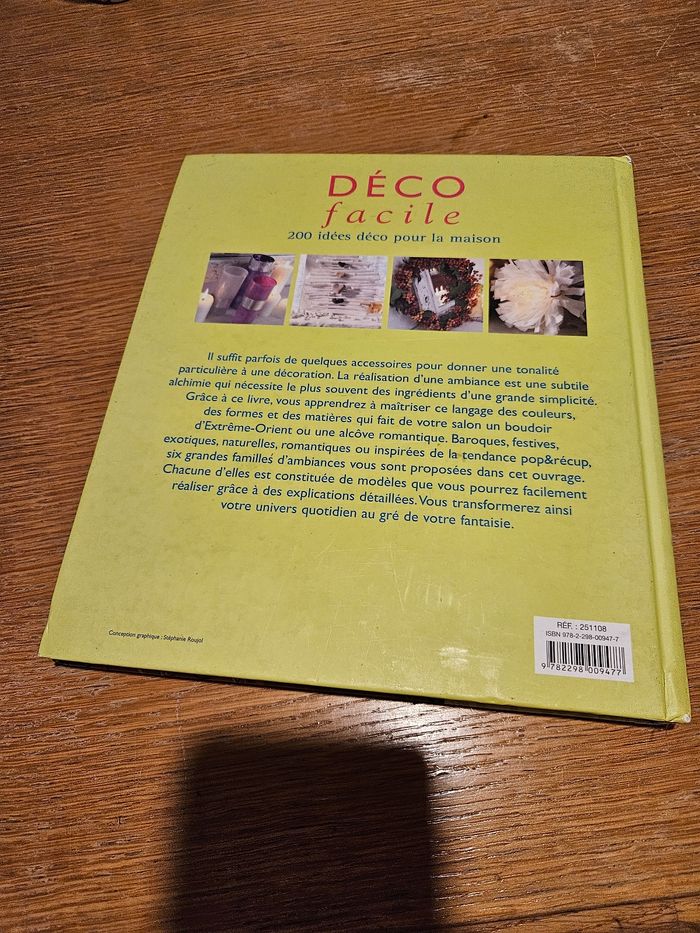 DÉCO
facile
200 idées déco pour la maison
Il suffit parfois de quelques accessoires pour donner une tonalité
particulière à une décoration. La réalisation d'une ambiance est une subtile
alchimie qui nécessite le plus souvent des ingrédients d'une grande simplicité.
Grâce à ce livre, vous apprendrez à maîtriser ce langage des couleurs,
des formes et des matières qui fait de votre salon un boudoir
d'Extrême-Orient ou une alcôve romantique. Baroques, festives,
exotiques, naturelles, romantiques ou inspirées de la tendance pop&récup,
six grandes familles d'ambiances vous sont proposées dans cet ouvrage.
Chacune d'elles est constituée de modèles que vous pourrez facilement
réaliser grâce à des explications détaillées. Vous transformerez ainsi
votre univers quotidien au gré de votre fantaisie.
Conception graphique : Stéphanie Roujol
RÉF. : 251108
ISBN 978-2-298-00947-7
9 782298 009477